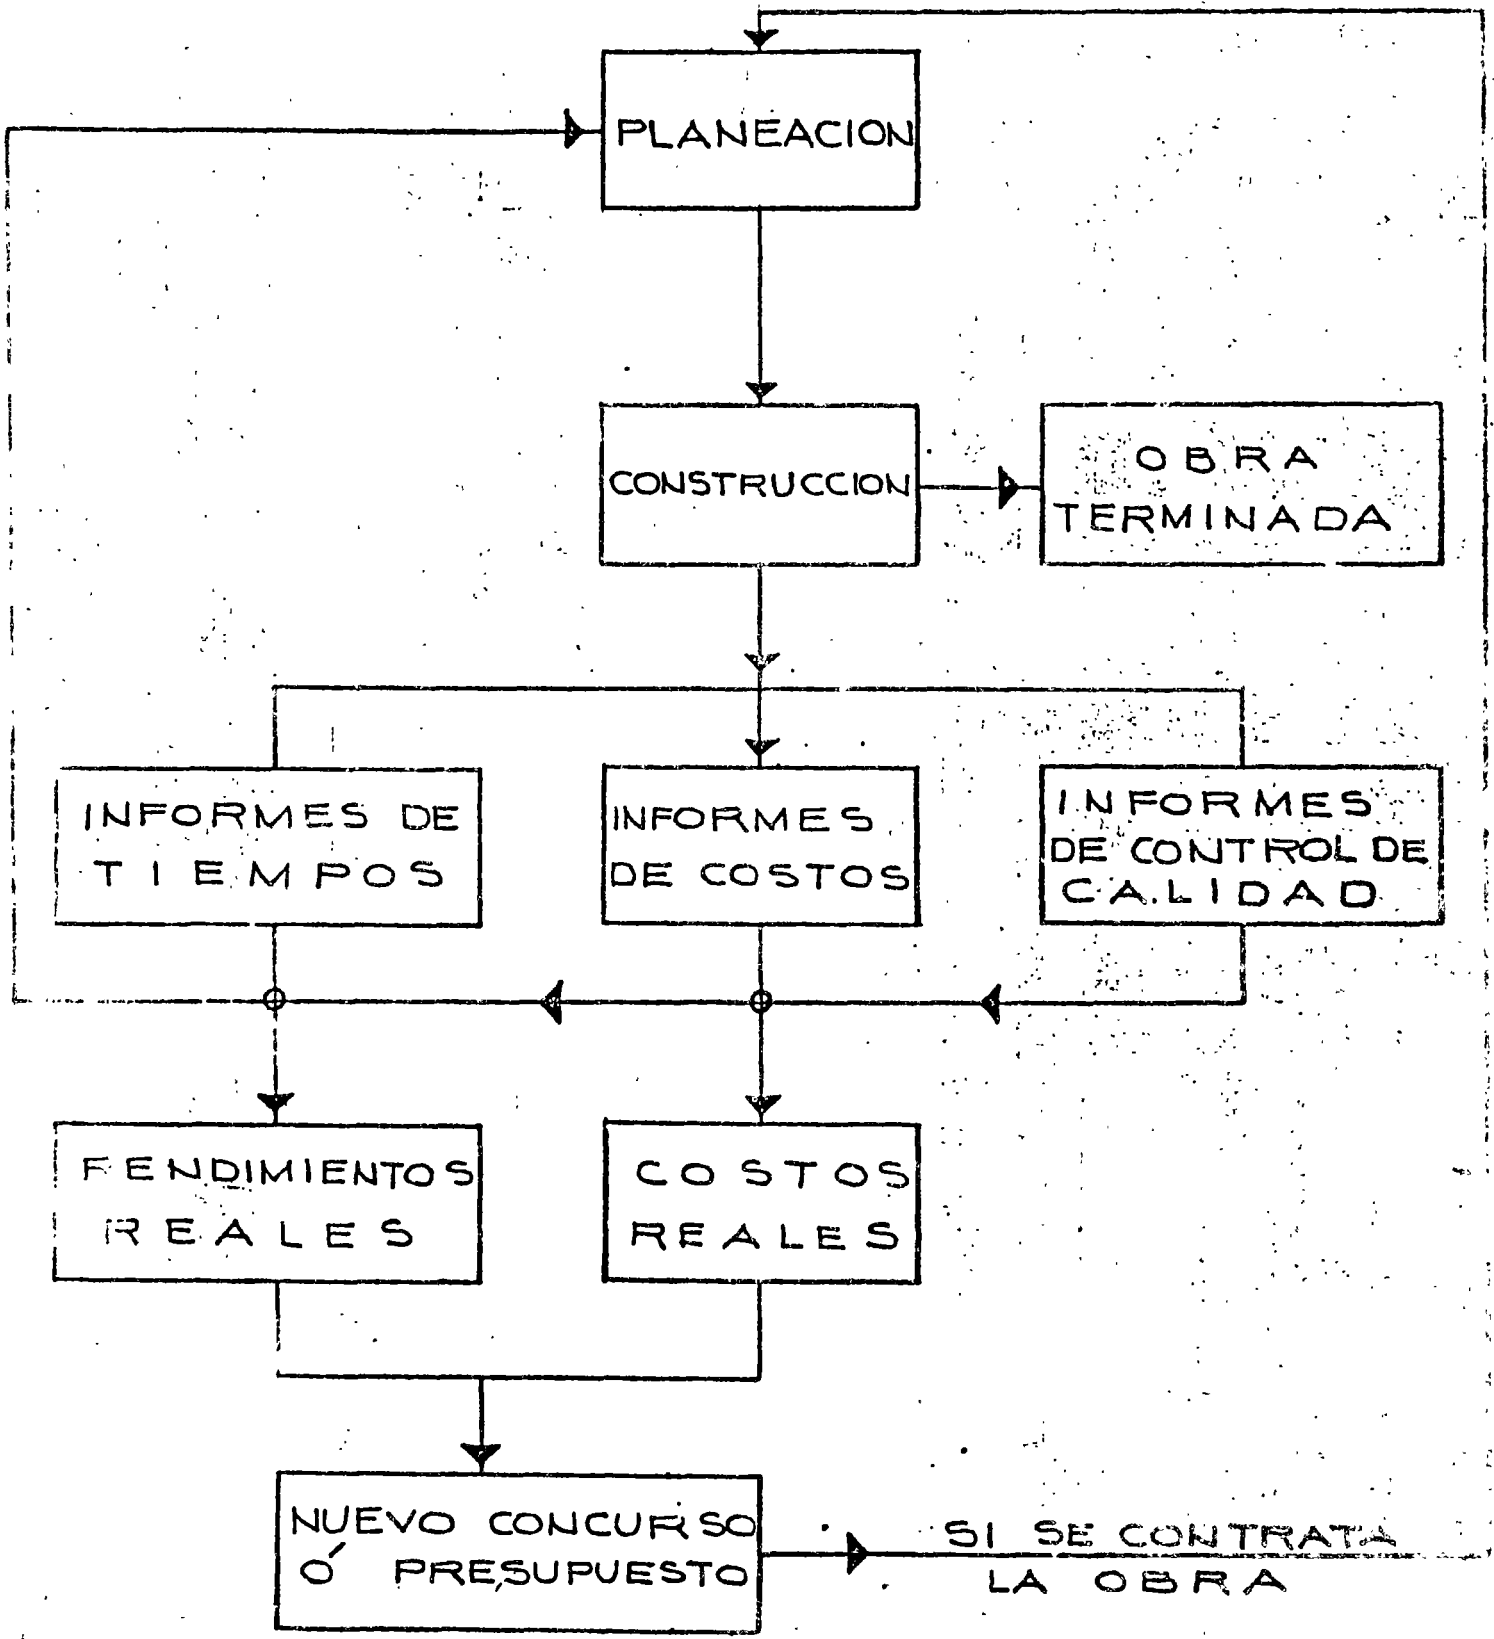 PLANEACION
CONSTRUCCION
OBRA
TERMINADA
INFORMES DE
TIEMPOS
INFORMES
DE COSTOS
INFORMES
DE CONTROL DE
CALIDAD
RENDIMIENTOS
REALES
COSTOS
REALES
NUEVO CONCURSO
Ó PRESUPUESTO
SI SE CONTRATA
LA OBRA